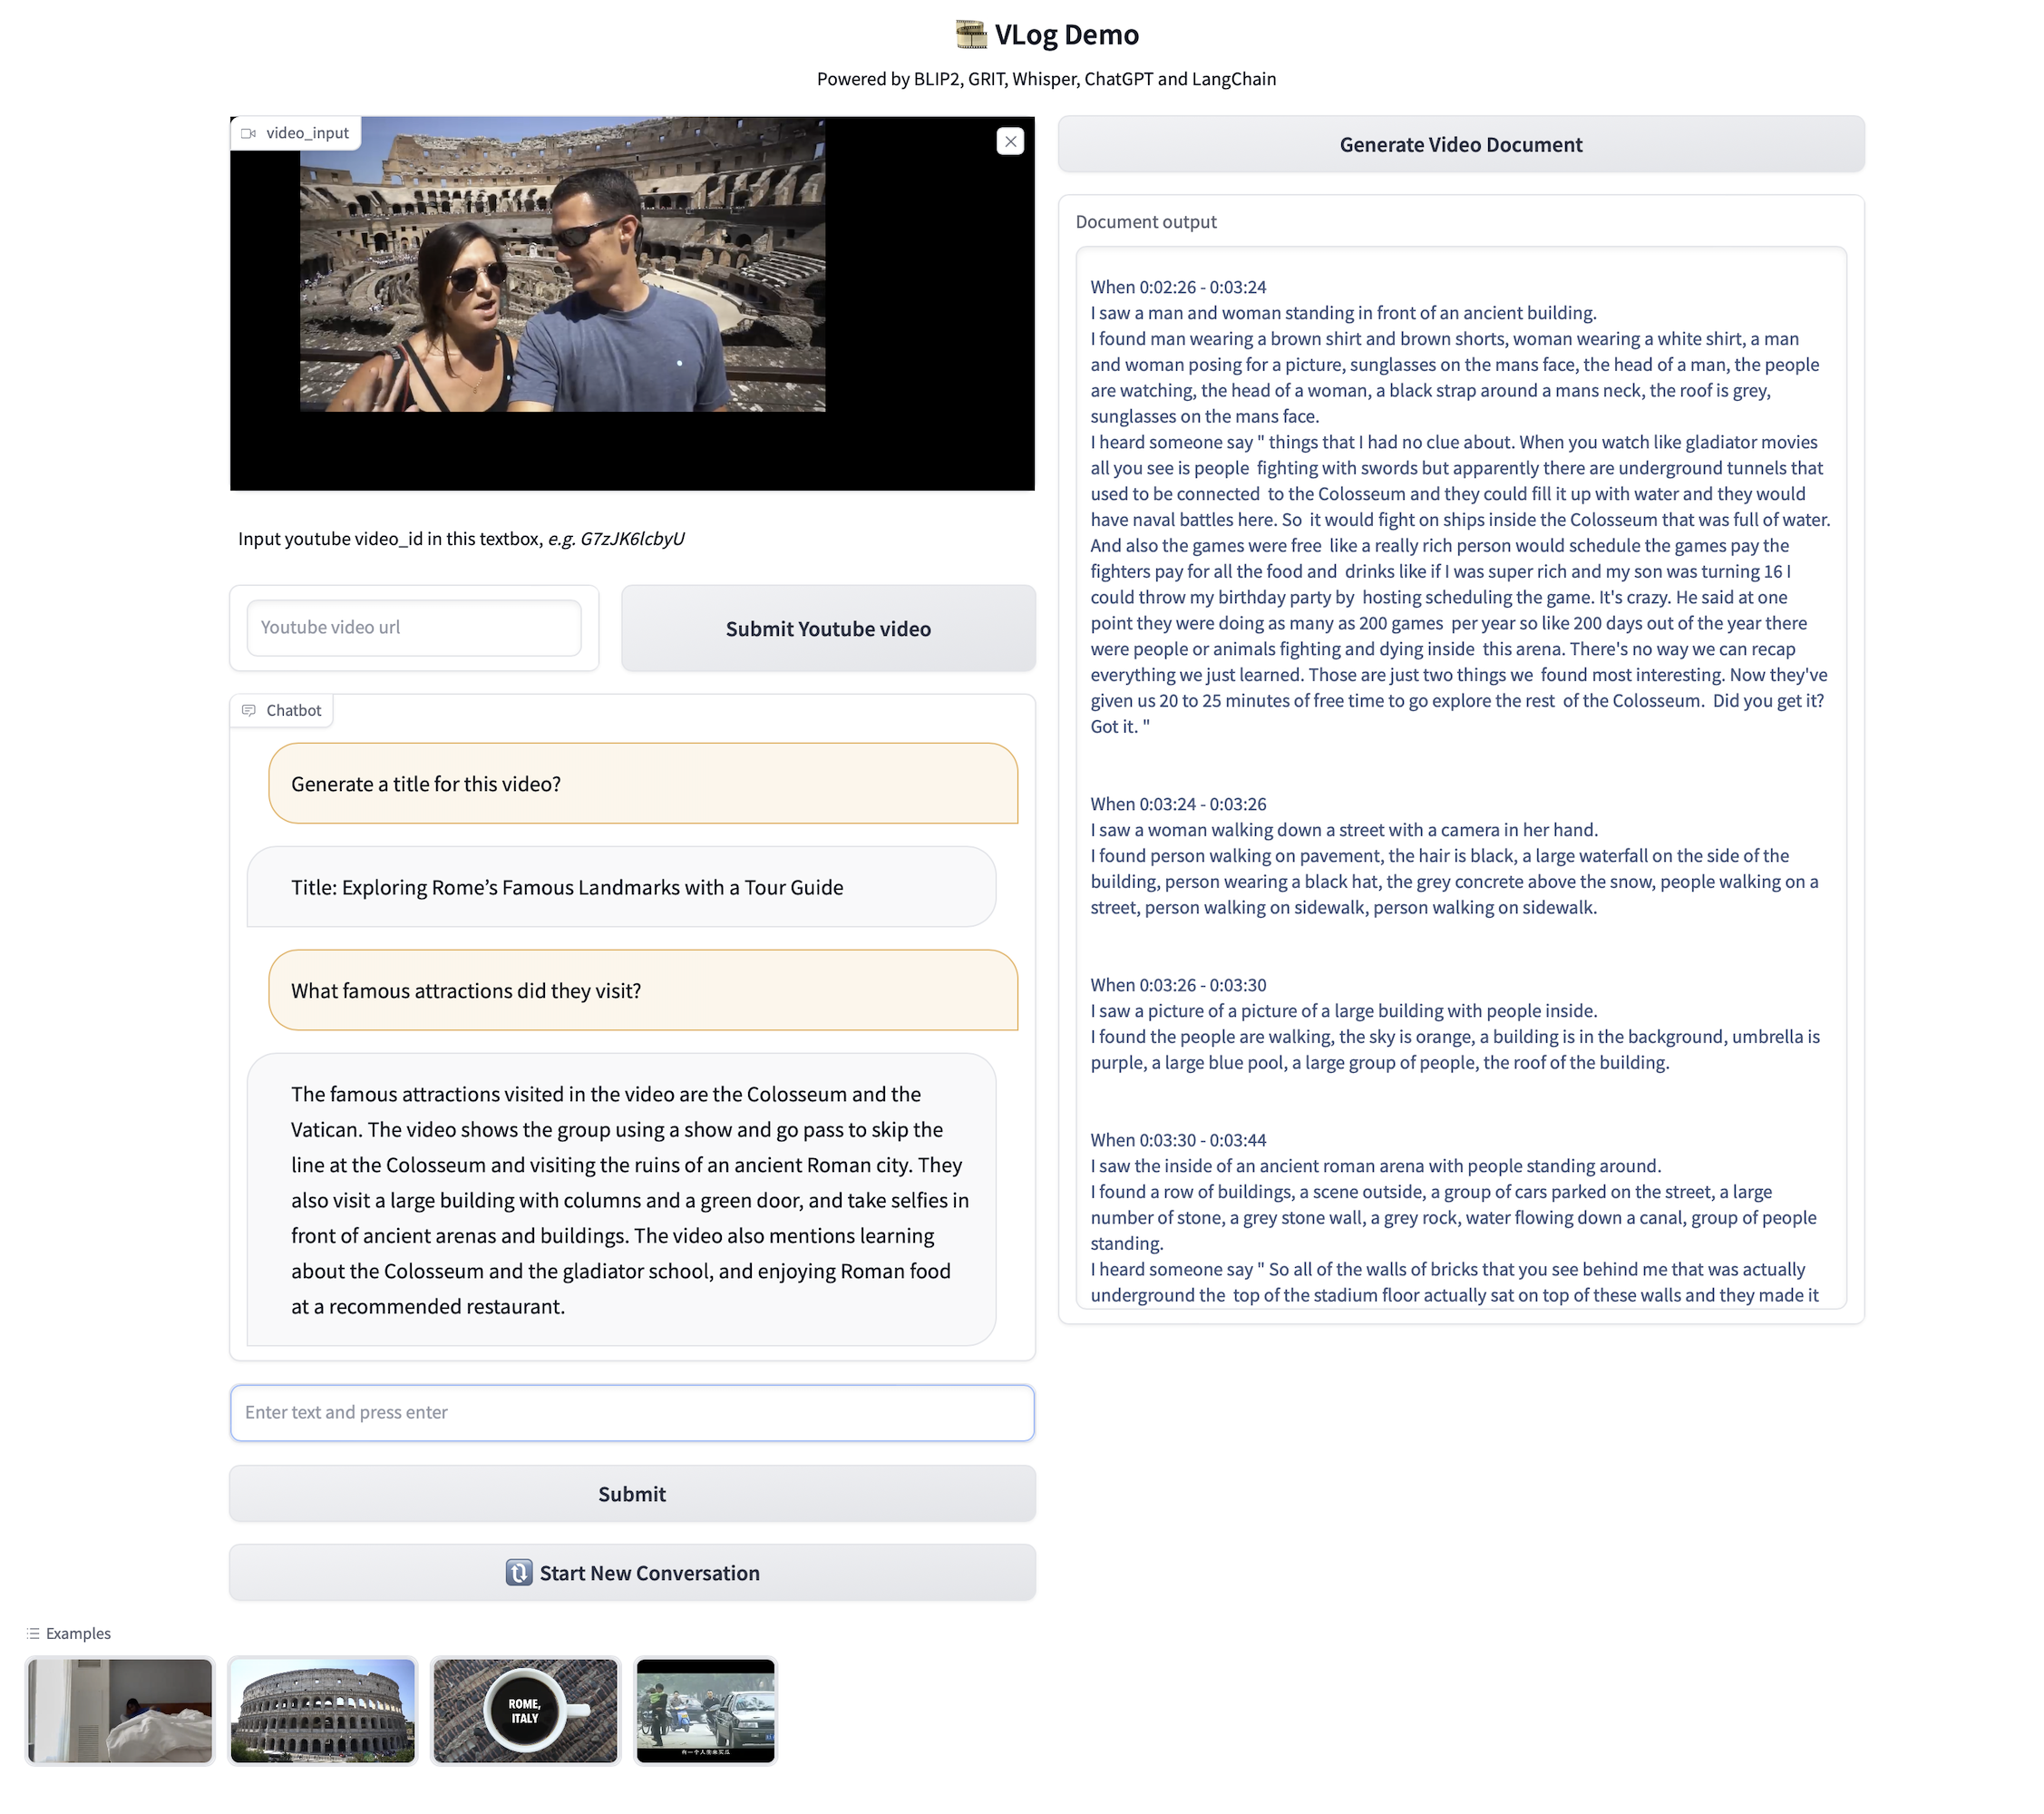 VLog Demo
Powered by BLIP2, GRIT, Whisper, ChatGPT and LangChain
video_input
Input youtube video_id in this textbox, e.g. G7zJK6lcbyU
Youtube video url
Submit Youtube video
Chatbot
Generate a title for this video?
Title: Exploring Rome’s Famous Landmarks with a Tour Guide
What famous attractions did they visit?
The famous attractions visited in the video are the Colosseum and the
Vatican. The video shows the group using a show and go pass to skip the
line at the Colosseum and visiting the ruins of an ancient Roman city. They
also visit a large building with columns and a green door, and take selfies in
front of ancient arenas and buildings. The video also mentions learning
about the Colosseum and the gladiator school, and enjoying Roman food
at a recommended restaurant.
Enter text and press enter
Submit
Start New Conversation
Generate Video Document
Document output
When 0:02:26 - 0:03:24
I saw a man and woman standing in front of an ancient building.
I found man wearing a brown shirt and brown shorts, woman wearing a white shirt, a man
and woman posing for a picture, sunglasses on the mans face, the head of a man, the people
are watching, the head of a woman, a black strap around a mans neck, the roof is grey,
sunglasses on the mans face.
I heard someone say " things that I had no clue about. When you watch like gladiator movies
all you see is people  fighting with swords but apparently there are underground tunnels that
used to be connected  to the Colosseum and they could fill it up with water and they would
have naval battles here. So  it would fight on ships inside the Colosseum that was full of water.
And also the games were free  like a really rich person would schedule the games pay the
fighters pay for all the food and  drinks like if I was super rich and my son was turning 16 I
could throw my birthday party by  hosting scheduling the game. It's crazy. He said at one
point they were doing as many as 200 games  per year so like 200 days out of the year there
were people or animals fighting and dying inside  this arena. There's no way we can recap
everything we just learned. Those are just two things we  found most interesting. Now they've
given us 20 to 25 minutes of free time to go explore the rest  of the Colosseum.  Did you get it?
Got it. "
When 0:03:24 - 0:03:26
I saw a woman walking down a street with a camera in her hand.
I found person walking on pavement, the hair is black, a large waterfall on the side of the
building, person wearing a black hat, the grey concrete above the snow, people walking on a
street, person walking on sidewalk, person walking on sidewalk.
When 0:03:26 - 0:03:30
I saw a picture of a picture of a large building with people inside.
I found the people are walking, the sky is orange, a building is in the background, umbrella is
purple, a large blue pool, a large group of people, the roof of the building.
When 0:03:30 - 0:03:44
I saw the inside of an ancient roman arena with people standing around.
I found a row of buildings, a scene outside, a group of cars parked on the street, a large
number of stone, a grey stone wall, a grey rock, water flowing down a canal, group of people
standing.
I heard someone say " So all of the walls of bricks that you see behind me that was actually
underground the  top of the stadium floor actually sat on top of these walls and they made it
Examples
ROME,
ITALY